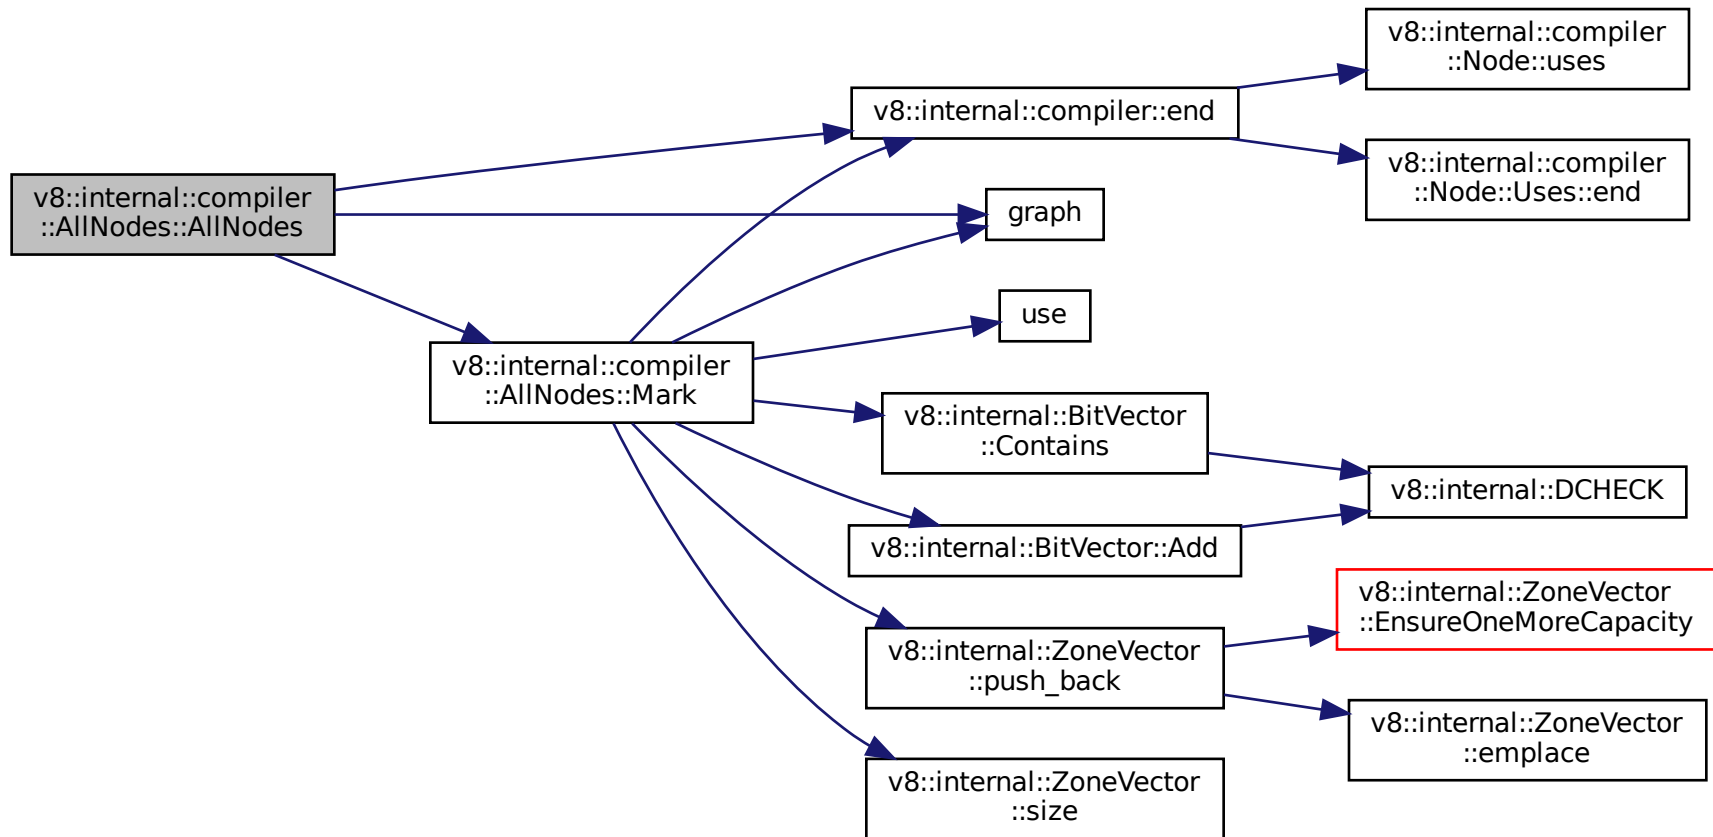 v8::internal::compiler
::AllNodes::AllNodes
v8::internal::compiler::end
v8::internal::compiler
::Node::uses
v8::internal::compiler
::Node::Uses::end
graph
v8::internal::compiler
::AllNodes::Mark
use
v8::internal::BitVector
::Contains
v8::internal::DCHECK
v8::internal::BitVector::Add
v8::internal::ZoneVector
::push_back
v8::internal::ZoneVector
::EnsureOneMoreCapacity
v8::internal::ZoneVector
::emplace
v8::internal::ZoneVector
::size